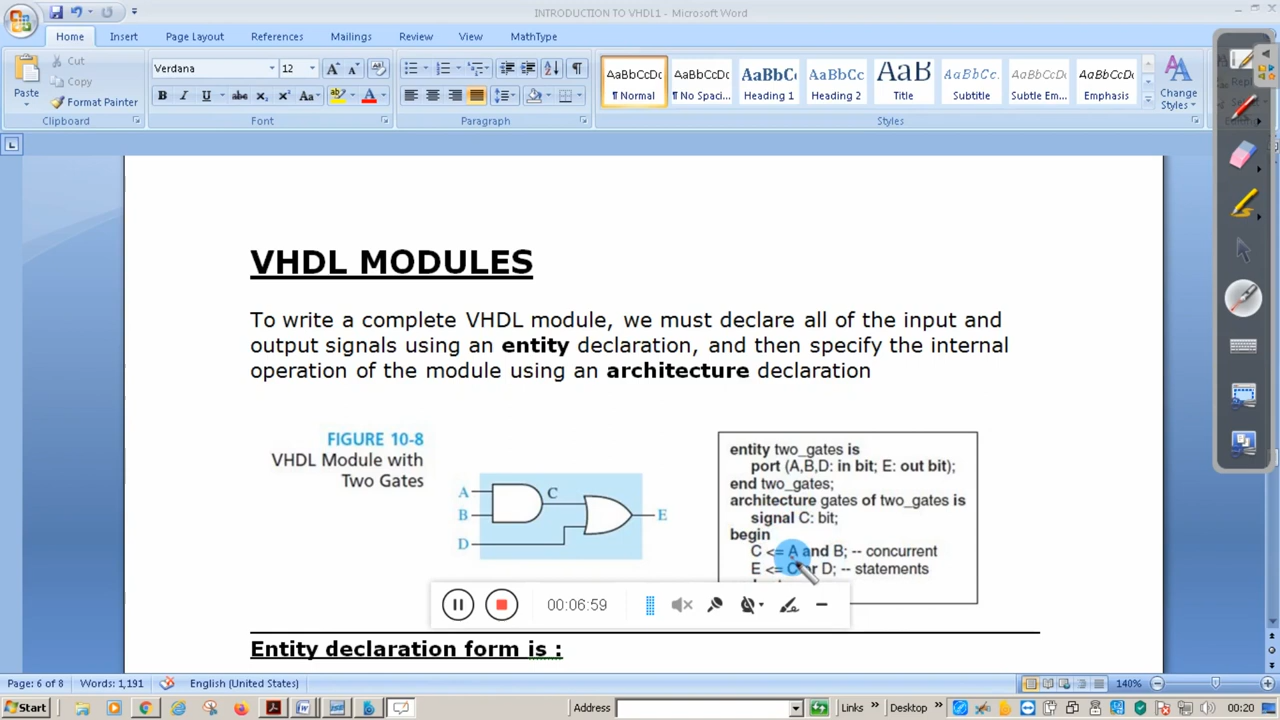 INTRODUCTION TO VHDL1 - Microsoft Word
Home Insert Page Layout References Mailings Review View MathType
Paste
Cut
Copy
Format Painter
Clipboard
Verdana 12
Font
Paragraph
AaBbCcDc AaBbCcDc AaBbC AaBbCc AaB AaBbCc. AaBbCcDc AaBbCcDc
¶ Normal ¶ No Spaci... Heading 1 Heading 2 Title Subtitle Subtle Em... Emphasis
Change
Styles
Styles
VHDL MODULES
To write a complete VHDL module, we must declare all of the input and
output signals using an entity declaration, and then specify the internal
operation of the module using an architecture declaration
FIGURE 10-8
VHDL Module with
Two Gates
A
B
D
C
E
entity two_gates is
port (A,B,D: in bit; E: out bit);
end two_gates;
architecture gates of two_gates is
signal C: bit;
begin
C <= A and B; -- concurrent
E <= C or D; -- statements
00:06:59
Entity declaration form is :
Page: 6 of 8 Words: 1,191 English (United States) 140%
Start Address Links » Desktop » 00:20